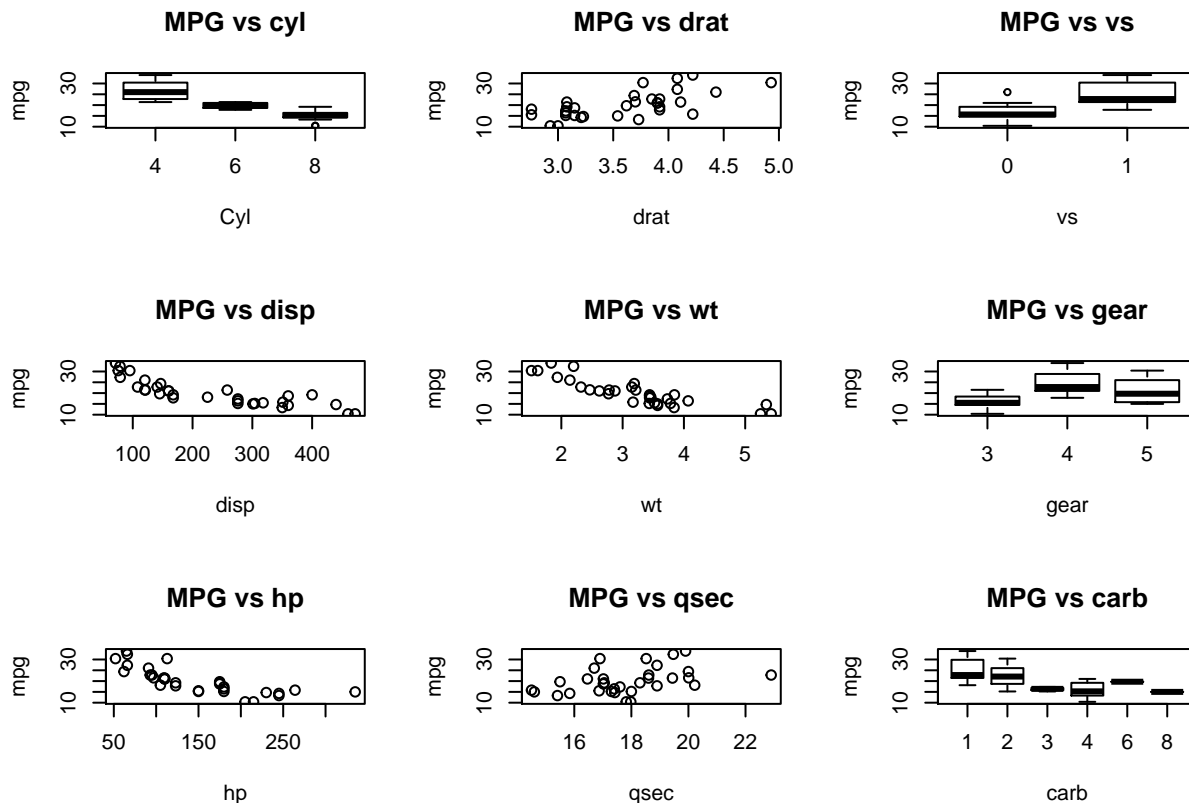 MPG vs cyl
mpg
10 30
4 6 8
Cyl
MPG vs drat
mpg
10 30
3.0 3.5 4.0 4.5 5.0
drat
MPG vs vs
mpg
10 30
0 1
vs
MPG vs disp
mpg
10 30
100 200 300 400
disp
MPG vs wt
mpg
10 30
2 3 4 5
wt
MPG vs gear
mpg
10 30
3 4 5
gear
MPG vs hp
mpg
10 30
50 150 250
hp
MPG vs qsec
mpg
10 30
16 18 20 22
qsec
MPG vs carb
mpg
10 30
1 2 3 4 6 8
carb